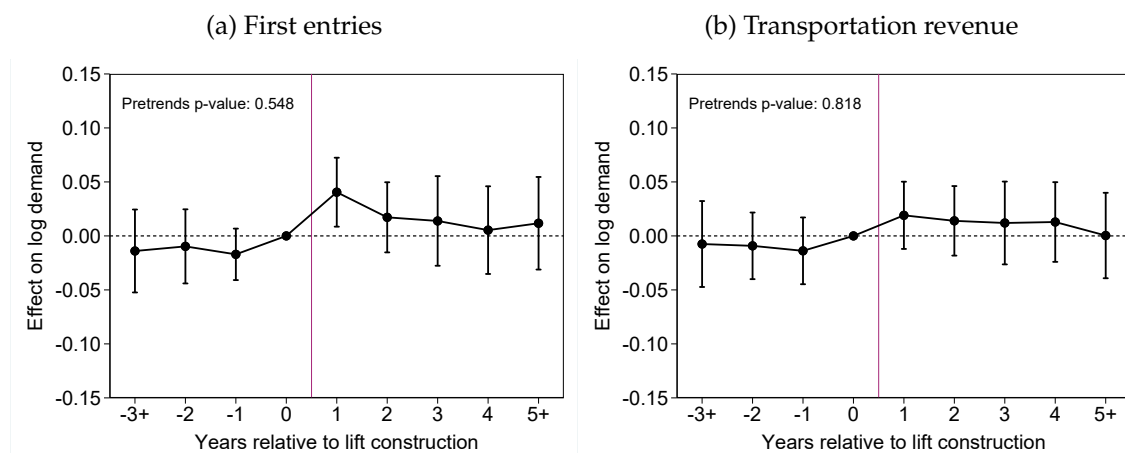 (a) First entries
Effect on log demand
0.15
0.10
0.05
0.00
-0.05
-0.10
-0.15
Pretrends p-value: 0.548
-3+ -2 -1 0 1 2 3 4 5+
Years relative to lift construction
(b) Transportation revenue
Effect on log demand
0.15
0.10
0.05
0.00
-0.05
-0.10
-0.15
Pretrends p-value: 0.818
-3+ -2 -1 0 1 2 3 4 5+
Years relative to lift construction